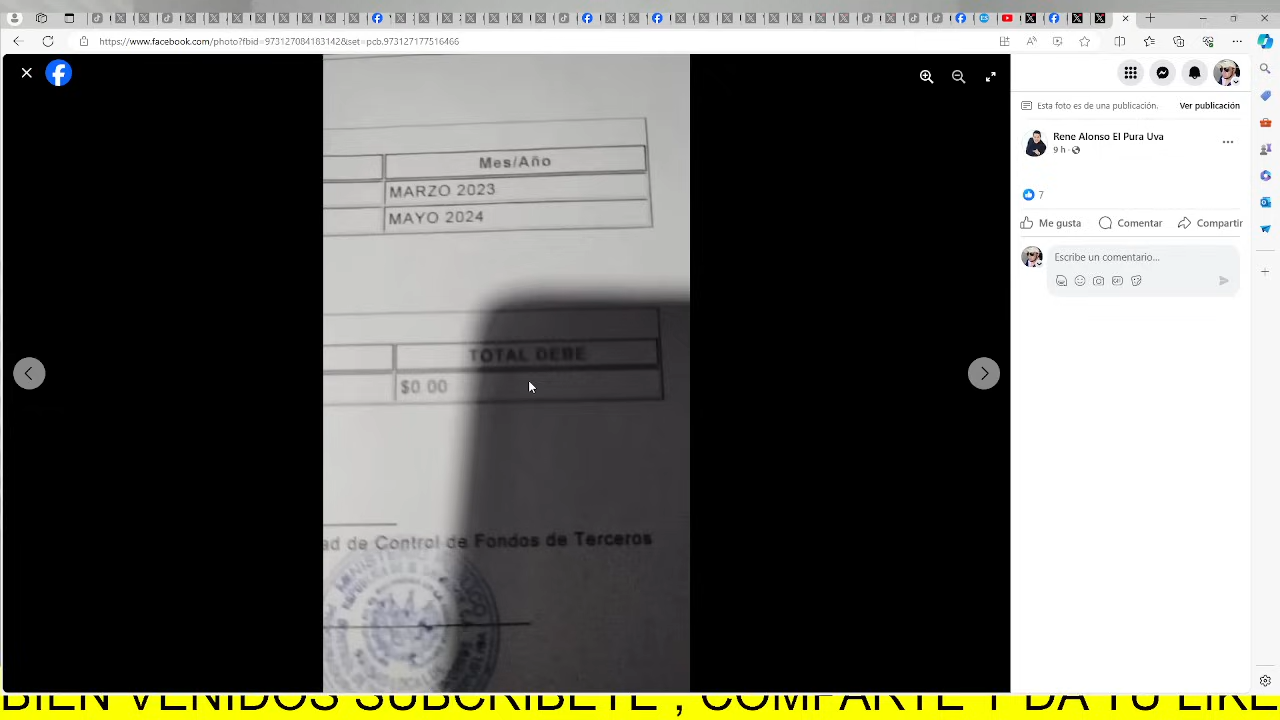 https://www.facebook.com/photo?fbid=973127084183142&set=pcb.973127177516466
Esta foto es de una publicación.
Ver publicación
Rene Alonso El Pura Uva
9 h
7
Me gusta
Comentar
Compartir
Escribe un comentario...
Mes/Año
MARZO 2023
MAYO 2024
TOTAL DEBE
$0.00
ad de Control de Fondos de Terceros
BIEN VENIDOS SUBCRIBETE , COMPARTE Y DA TU LIKE